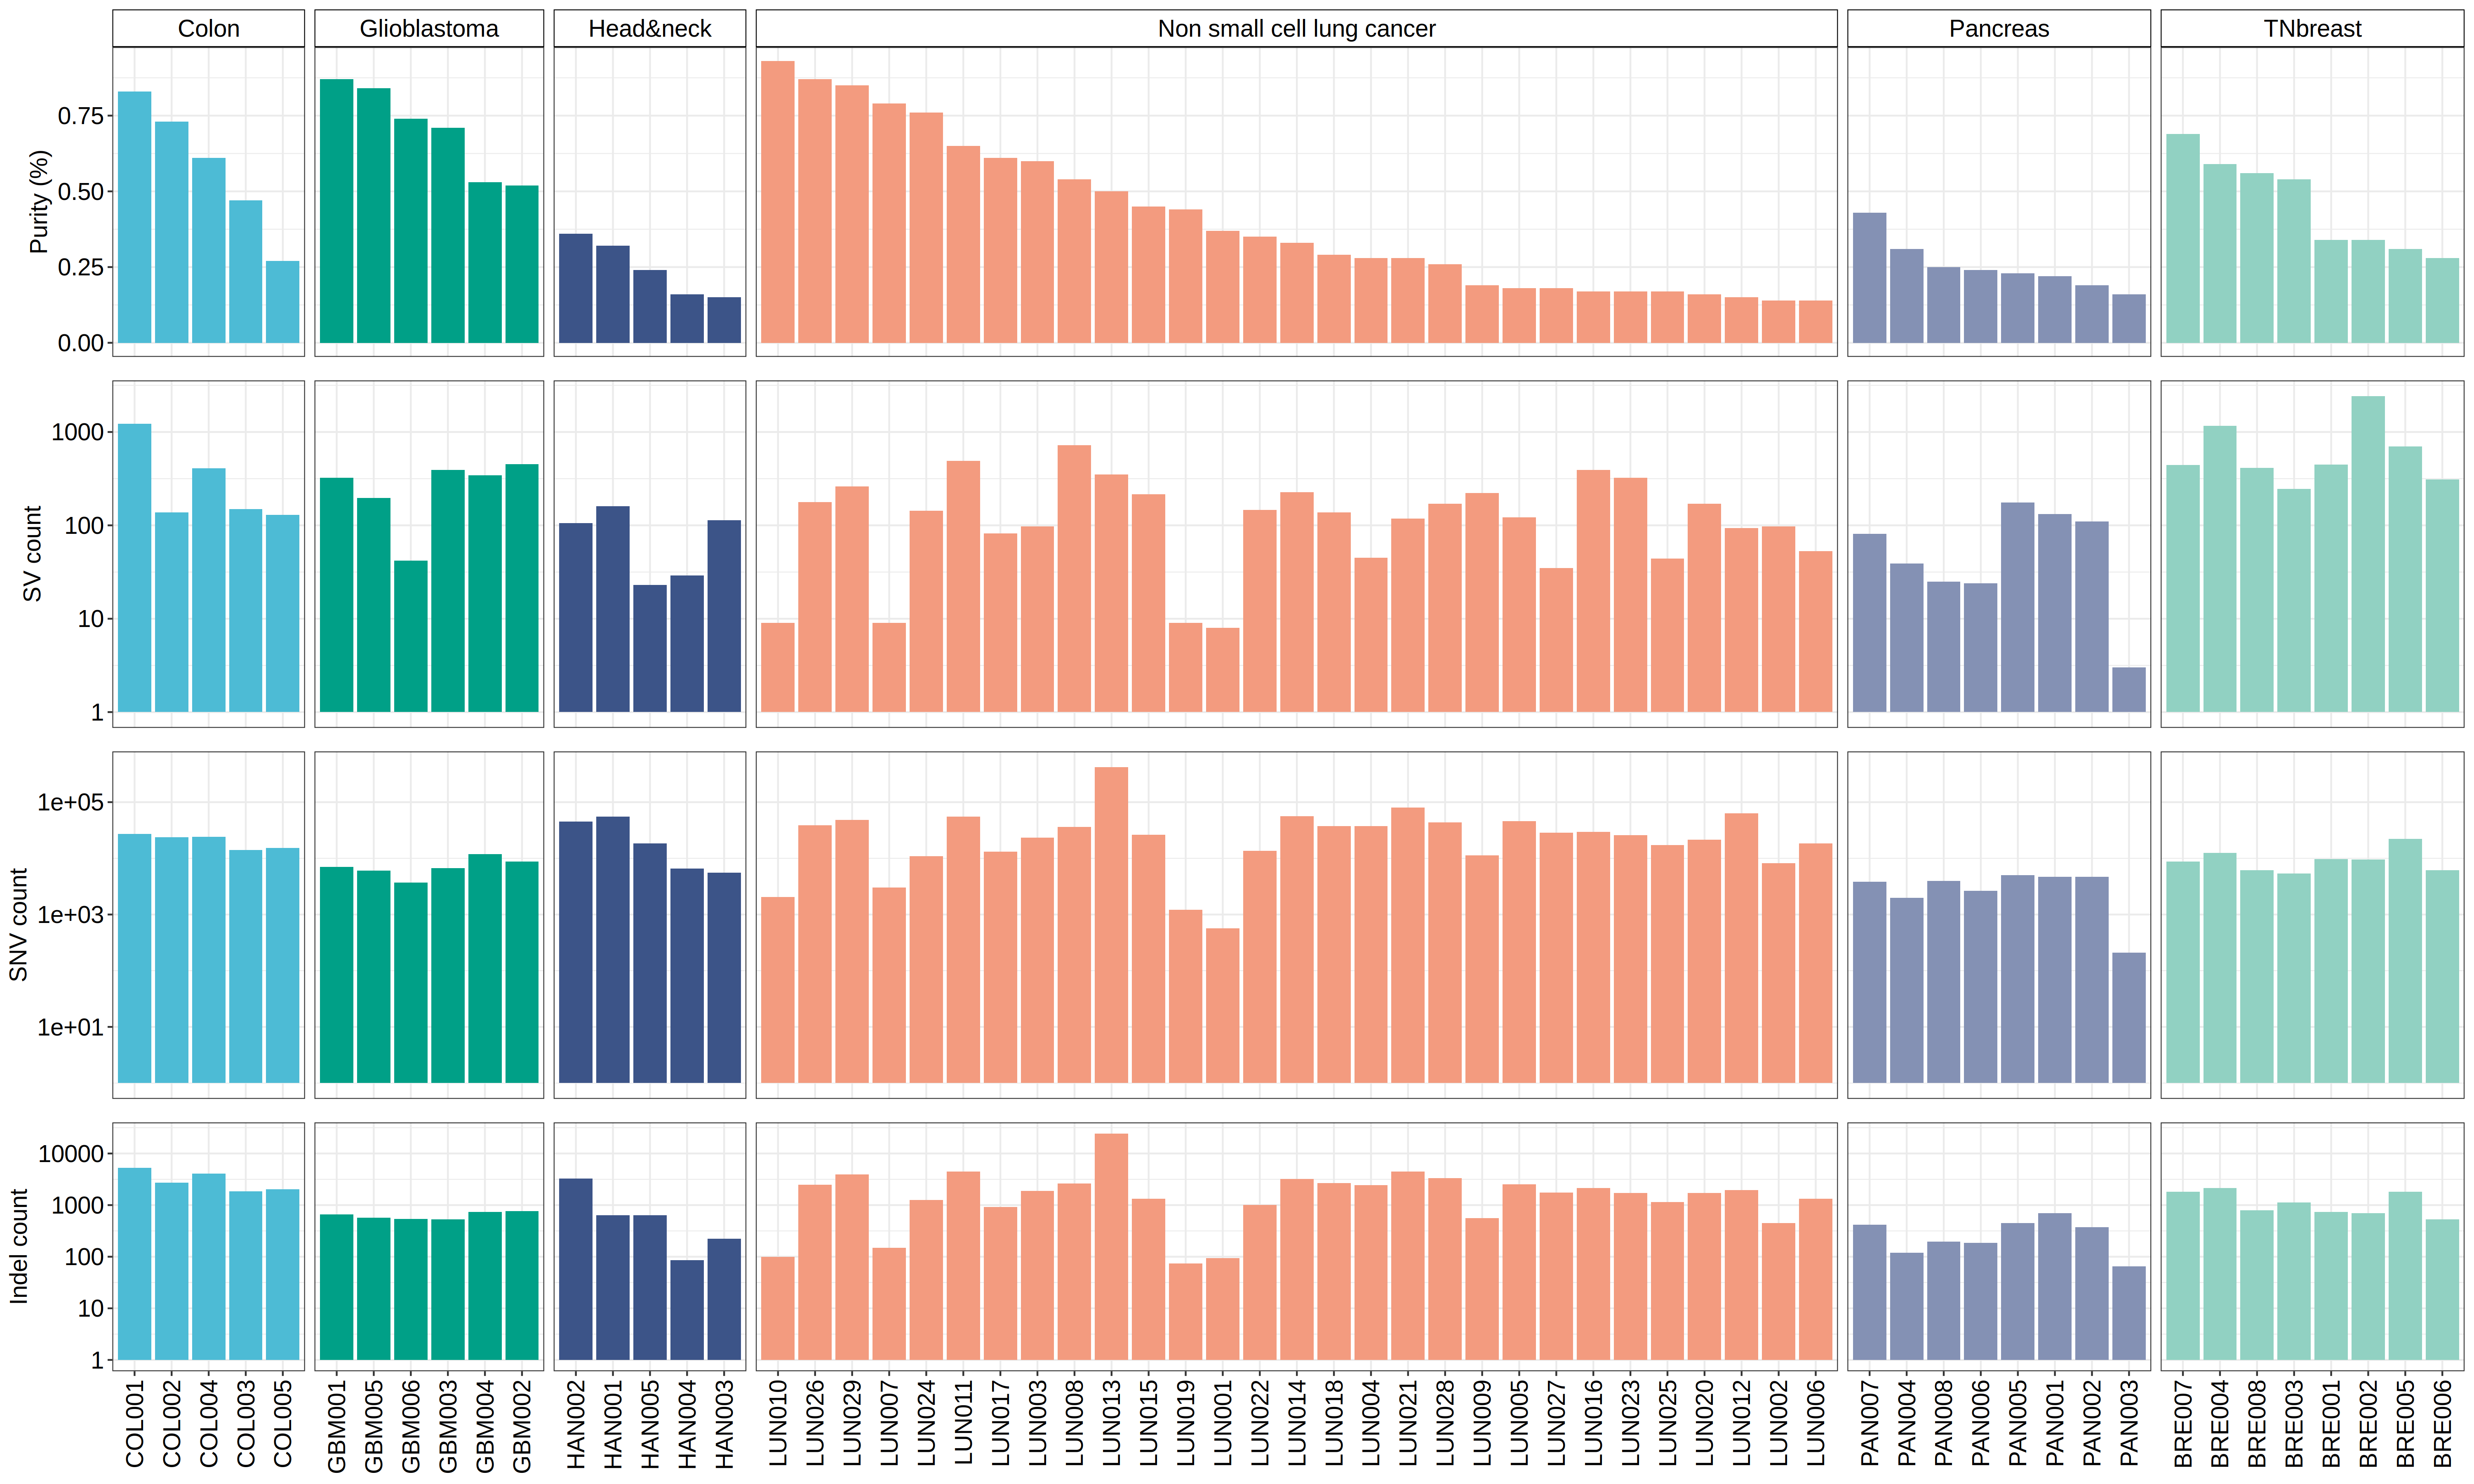 Colon
Glioblastoma
Head&neck
Non small cell lung cancer
Pancreas
TNbreast
Purity (%)
0.75
0.50
0.25
0.00
SV count
1000
100
10
1
SNV count
1e+05
1e+03
1e+01
Indel count
10000
1000
100
10
1
COL001
COL002
COL004
COL003
COL005
GBM001
GBM005
GBM006
GBM003
GBM004
GBM002
HAN002
HAN001
HAN005
HAN004
HAN003
LUN010
LUN026
LUN029
LUN007
LUN024
LUN011
LUN017
LUN003
LUN008
LUN013
LUN015
LUN019
LUN001
LUN022
LUN014
LUN018
LUN004
LUN021
LUN028
LUN009
LUN005
LUN027
LUN016
LUN023
LUN025
LUN020
LUN012
LUN002
LUN006
PAN007
PAN004
PAN008
PAN006
PAN005
PAN001
PAN002
PAN003
BRE007
BRE004
BRE008
BRE003
BRE001
BRE002
BRE005
BRE006